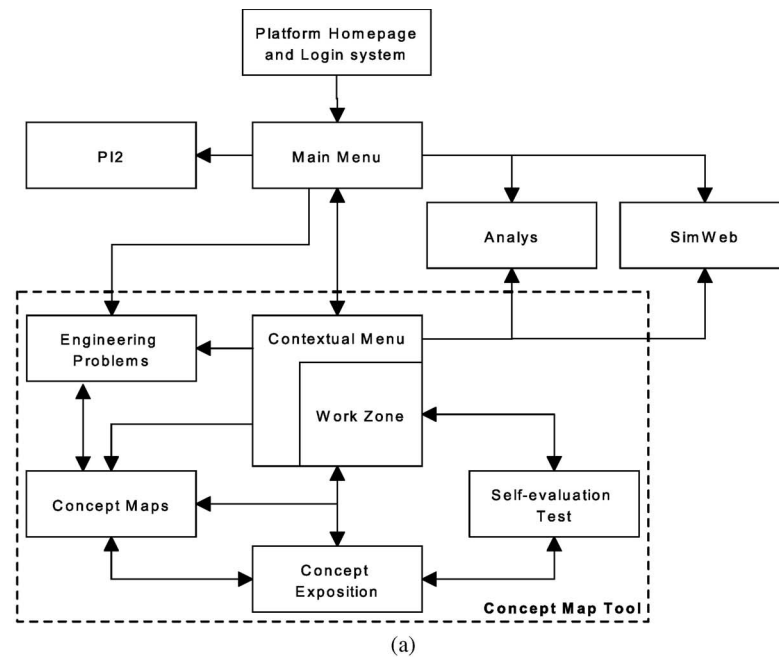 Platform Homepage
and Login system
PI2
Main Menu
Analys
SimWeb
Engineering
Problems
Contextual Menu
Work Zone
Concept Maps
Self-evaluation
Test
Concept
Exposition
Concept Map Tool
(a)